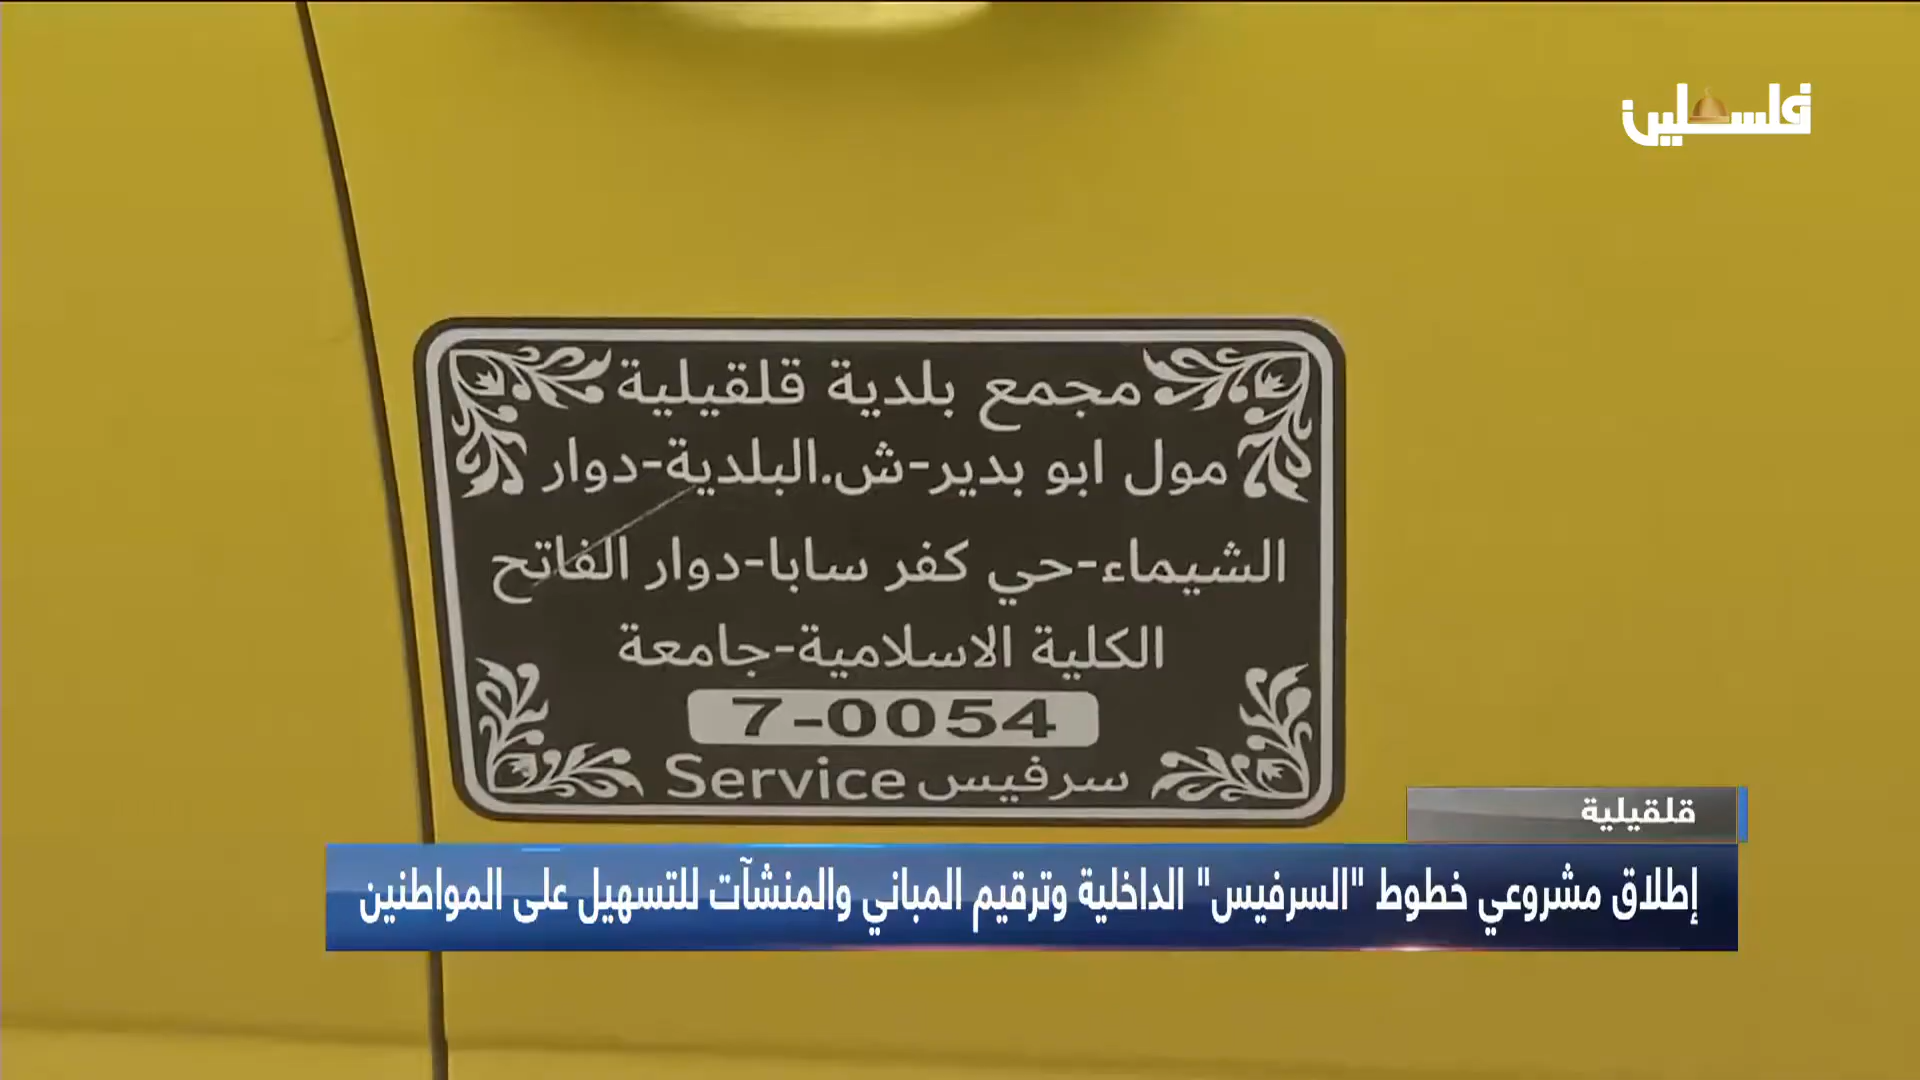 فلسطين
مجمع بلدية قلقيلية
مول ابو بدير-ش.البلدية-دوار
الشيماء-حي كفر سابا-دوار الفاتح
الكلية الاسلامية-جامعة
7-0054
سرفيس Service
قلقيلية
إطلاق مشروعي خطوط "السرفيس" الداخلية وترقيم المباني والمنشآت للتسهيل على المواطنين